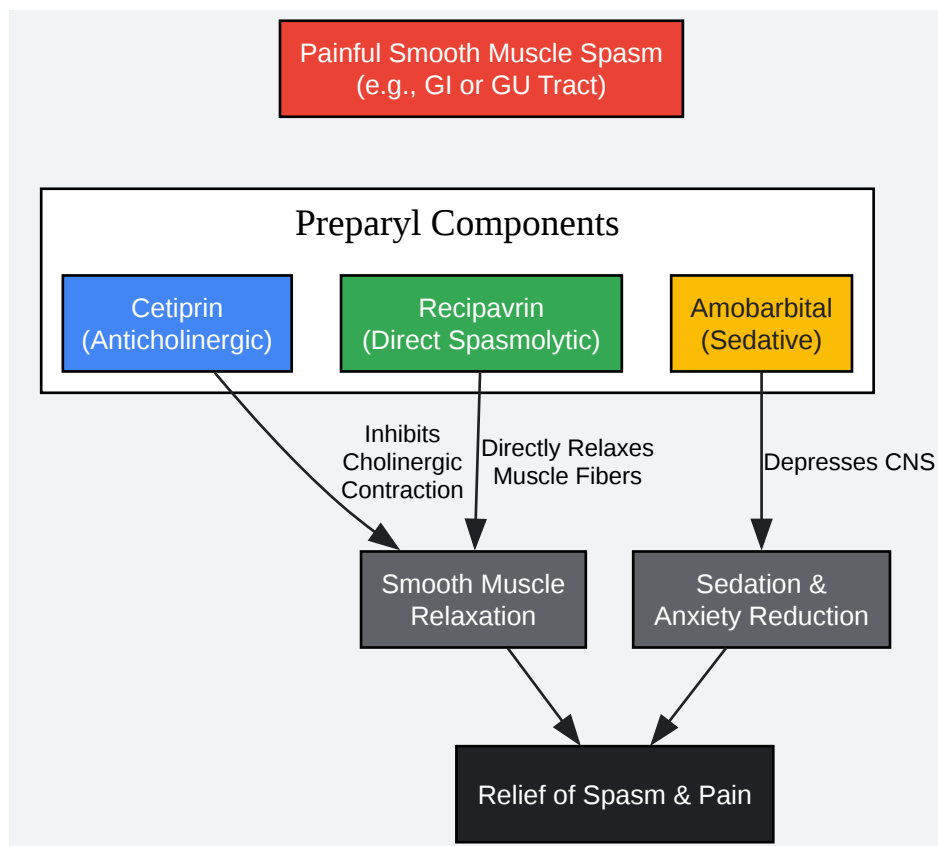 Painful Smooth Muscle Spasm
(e.g., GI or GU Tract)
Preparyl Components
Cetiprin
(Anticholinergic)
Recipavrin
(Direct Spasmolytic)
Amobarbital
(Sedative)
Inhibits
Cholinergic
Contraction
Directly Relaxes
Muscle Fibers
Depresses CNS
Smooth Muscle
Relaxation
Sedation &
Anxiety Reduction
Relief of Spasm & Pain